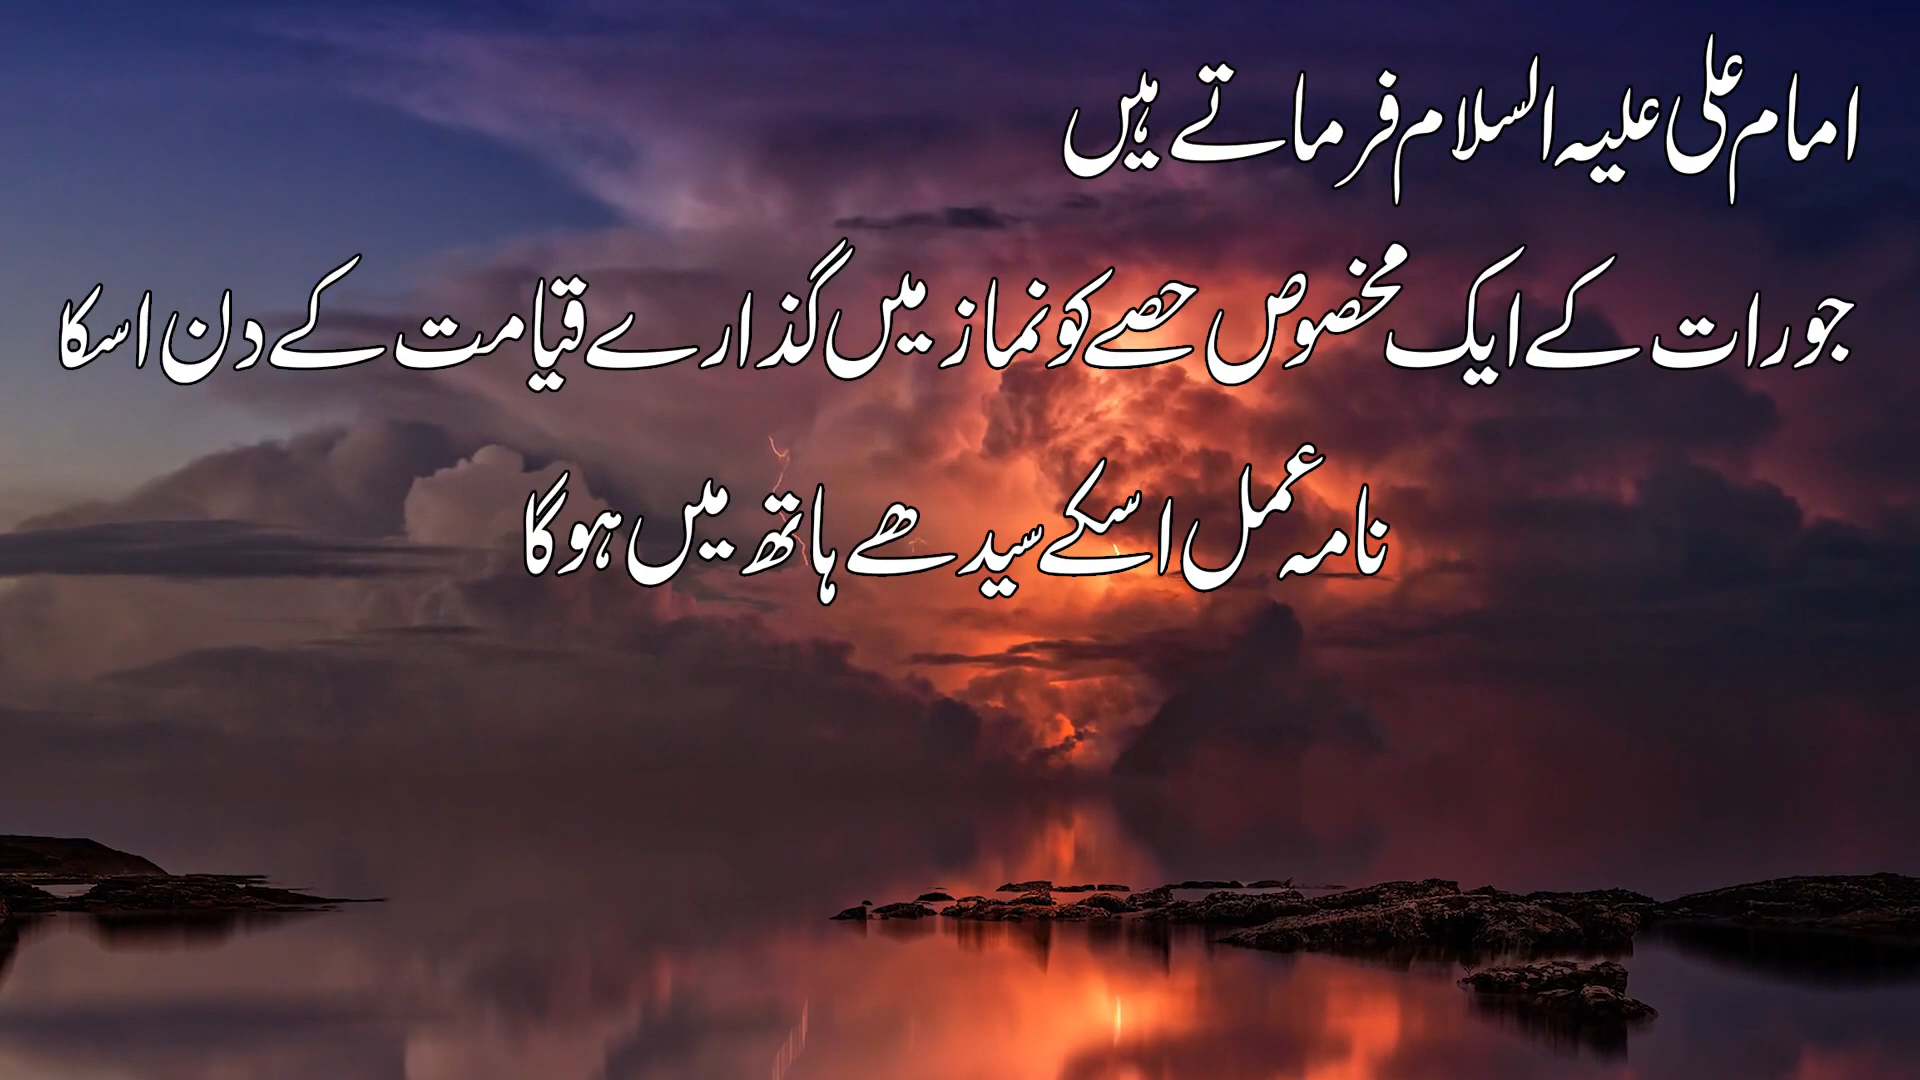 امام علی علیہ السلام فرماتے ہیں
جو رات کے ایک مخصوص حصے کو نماز میں گذارے قیامت کے دن اسکا
نامہ عمل اسکے سیدھے ہاتھ میں ہوگا